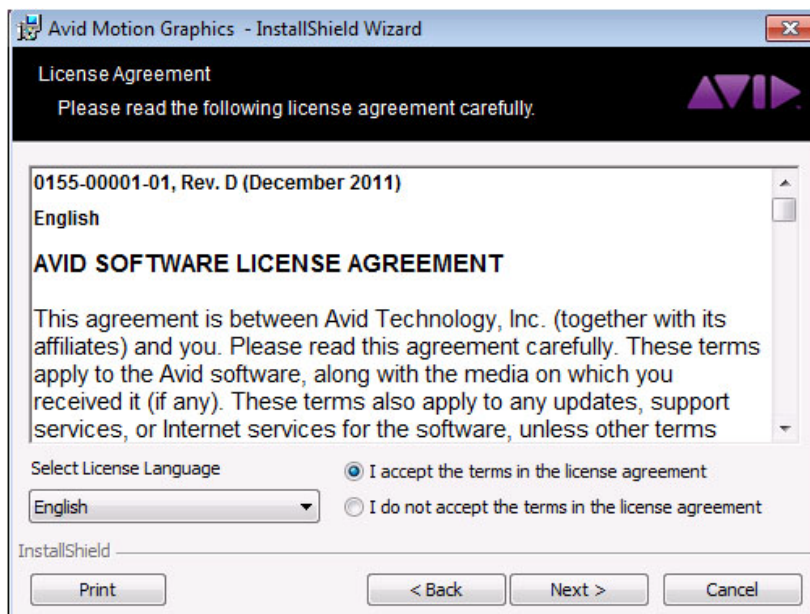 Avid Motion Graphics - InstallShield Wizard
License Agreement
Please read the following license agreement carefully.
AVID
0155-00001-01, Rev. D (December 2011)
English
AVID SOFTWARE LICENSE AGREEMENT
This agreement is between Avid Technology, Inc. (together with its
affiliates) and you. Please read this agreement carefully. These terms
apply to the Avid software, along with the media on which you
received it (if any). These terms also apply to any updates, support
services, or Internet services for the software, unless other terms
Select License Language
I accept the terms in the license agreement
English
I do not accept the terms in the license agreement
InstallShield
Print
< Back
Next >
Cancel